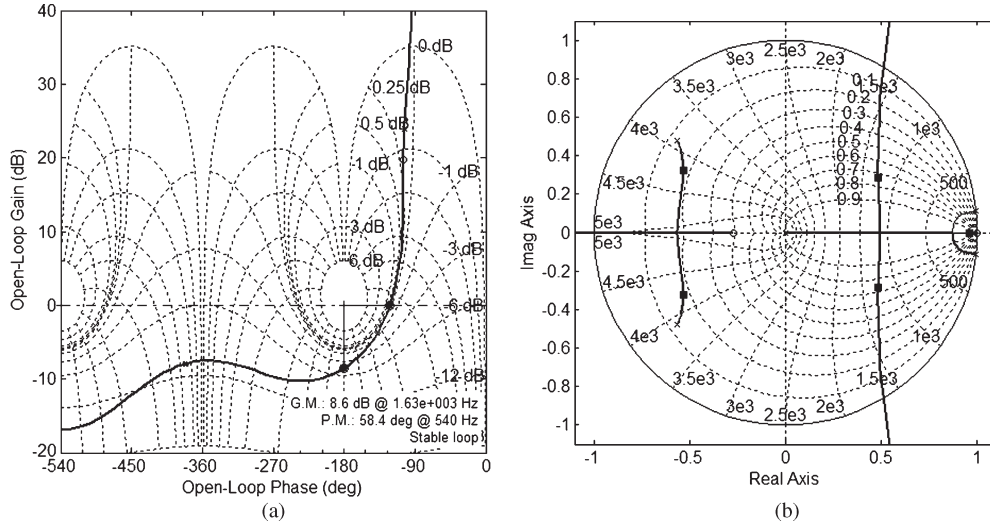 40
30
20
10
0
-10
-20
-540
-450
-360
-270
-180
-90
0
Open-Loop Gain (dB)
Open-Loop Phase (deg)
0 dB
0.25 dB
0.5 dB
1 dB
-1 dB
3 dB
-3 dB
6 dB
-6 dB
-12 dB
G.M.: 8.6 dB @ 1.63e+003 Hz
P.M.: 58.4 deg @ 540 Hz
Stable loop
(a)
1
0.8
0.6
0.4
0.2
0
-0.2
-0.4
-0.6
-0.8
-1
-1
-0.5
0
0.5
1
Imag Axis
Real Axis
2.5e3
3e3
2e3
3.5e3
1.5e3
4e3
1e3
4.5e3
500
5e3
5e3
4.5e3
500
4e3
1e3
3.5e3
1.5e3
3e3
2e3
2.5e3
0.1
0.2
0.3
0.4
0.5
0.6
0.7
0.8
0.9
(b)